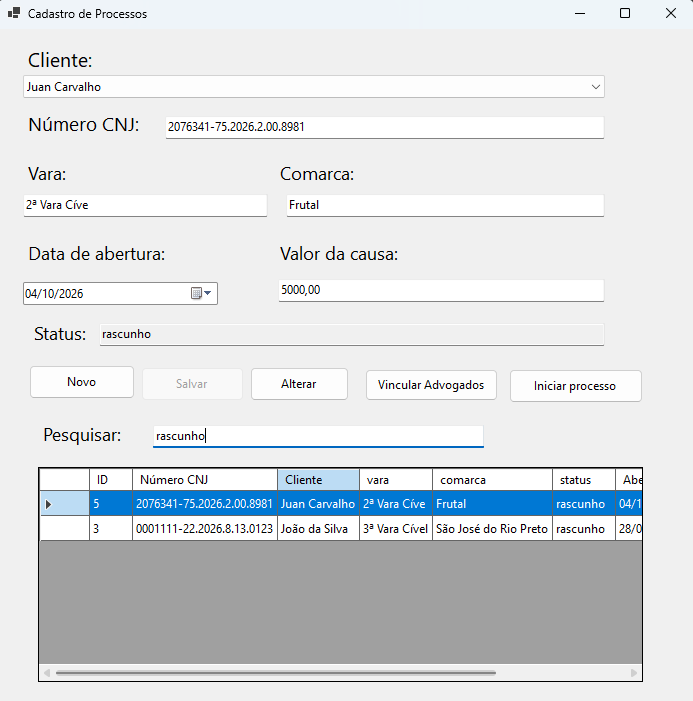 Cadastro de Processos
Cliente:
Juan Carvalho
Número CNJ: 2076341-75.2026.2.00.8981
Vara: Comarca:
2ª Vara Cíve Frutal
Data de abertura: Valor da causa:
04/10/2026 5000,00
Status: rascunho
Novo Salvar Alterar Vincular Advogados Iniciar processo
Pesquisar: rascunho
ID Número CNJ Cliente vara comarca status Abe
5 2076341-75.2026.2.00.8981 Juan Carvalho 2ª Vara Cíve Frutal rascunho 04/1
3 0001111-22.2026.8.13.0123 João da Silva 3ª Vara Cível São José do Rio Preto rascunho 28/0